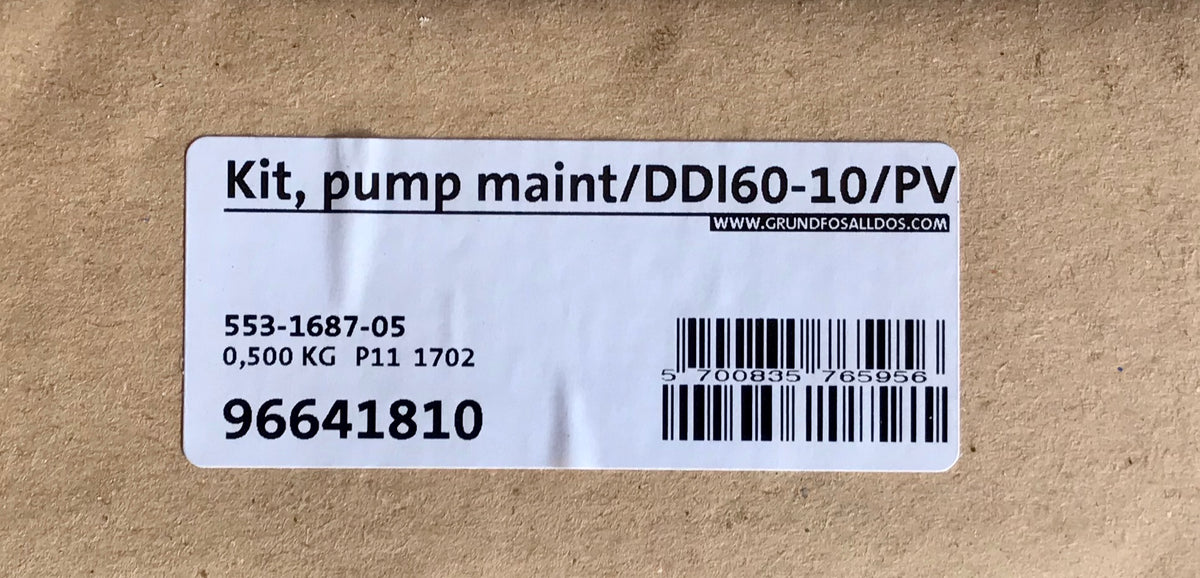 Kit, pump maint/DDI60-10/PV
WWW.GRUNDFOSALLDOS.COM
553-1687-05
0,500 KG P11 1702
96641810
5 700835 765956